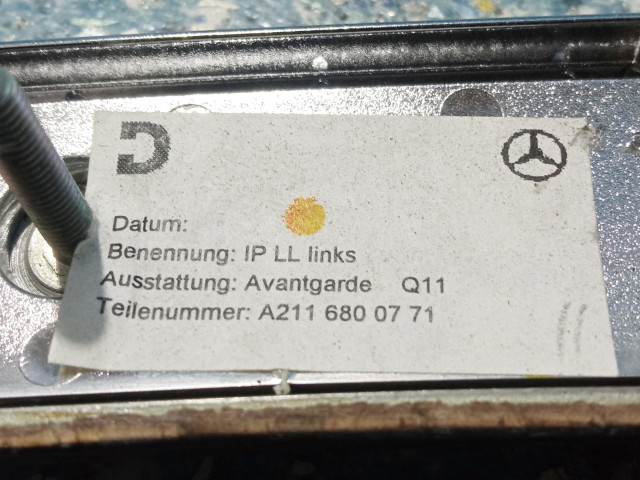 Datum:
Benennung: IP LL links
Ausstattung: Avantgarde Q11
Teilenummer: A211 680 07 71